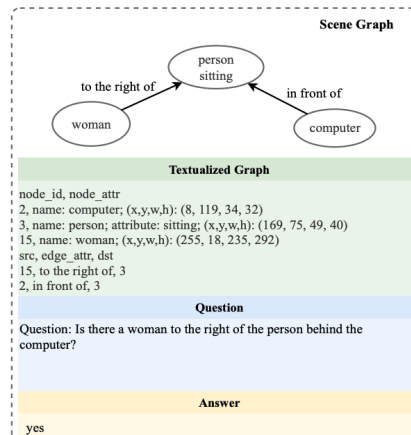 Scene Graph
person
sitting
to the right of
in front of
woman
computer
Textualized Graph
node_id, node_attr
2, name: computer; (x,y,w,h): (8, 119, 34, 32)
3, name: person; attribute: sitting; (x,y,w,h): (169, 75, 49, 40)
15, name: woman; (x,y,w,h): (255, 18, 235, 292)
src, edge_attr, dst
15, to the right of, 3
2, in front of, 3
Question
Question: Is there a woman to the right of the person behind the
computer?
Answer
yes